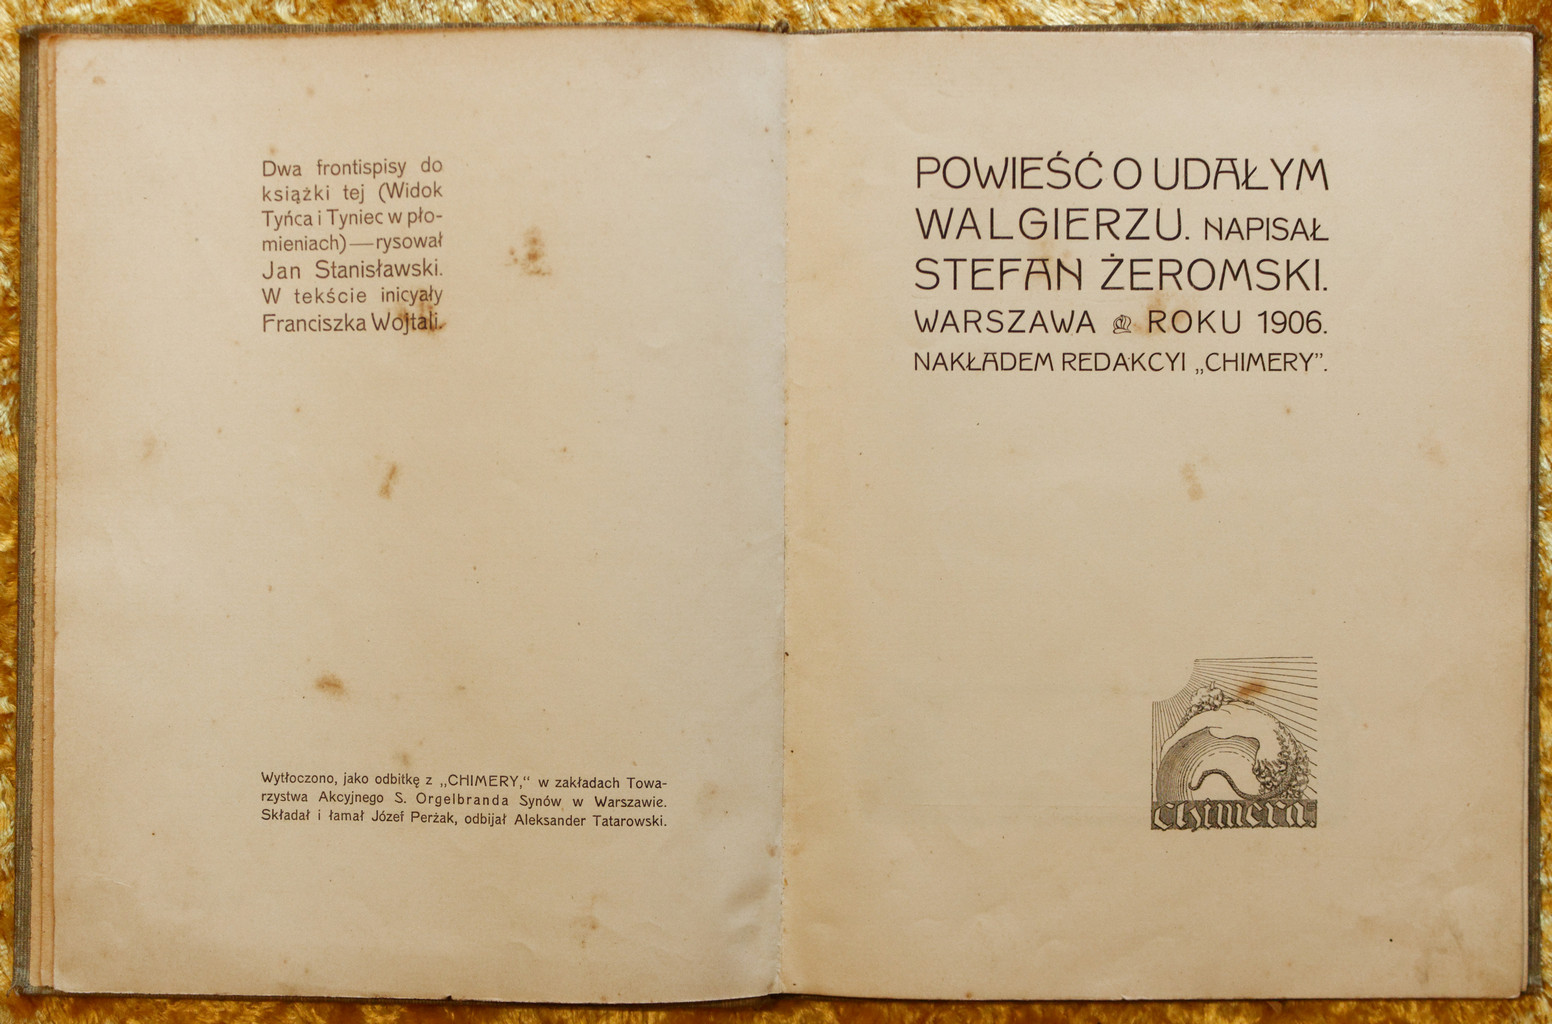 Dwa frontispisy do
książki tej (Widok
Tyńca i Tyniec w pło-
mieniach)—rysował
Jan Stanisławski.
W tekście inicyały
Franciszka Wojtali.
Wytłoczono, jako odbitkę z „CHIMERY,“ w zakładach Towa-
rzystwa Akcyjnego S. Orgelbranda Synów w Warszawie.
Składał i łamał Józef Perżak, odbijał Aleksander Tatarowski.
POWIEŚĆ O UDAŁYM
WALGIERZU. NAPISAŁ
STEFAN ŻEROMSKI.
WARSZAWA ROKU 1906.
NAKŁADEM REDAKCYI „CHIMERY”.
chimera.